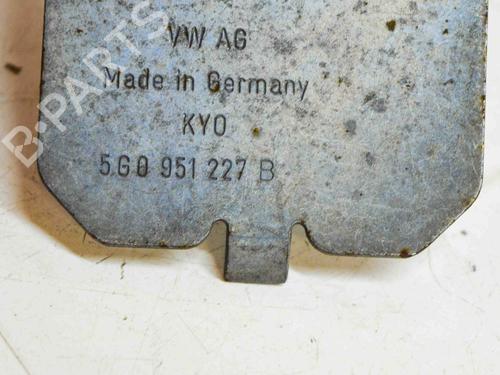 VW AG
Made in Germany
KYO
5G0 951 227 B
B-PARTS